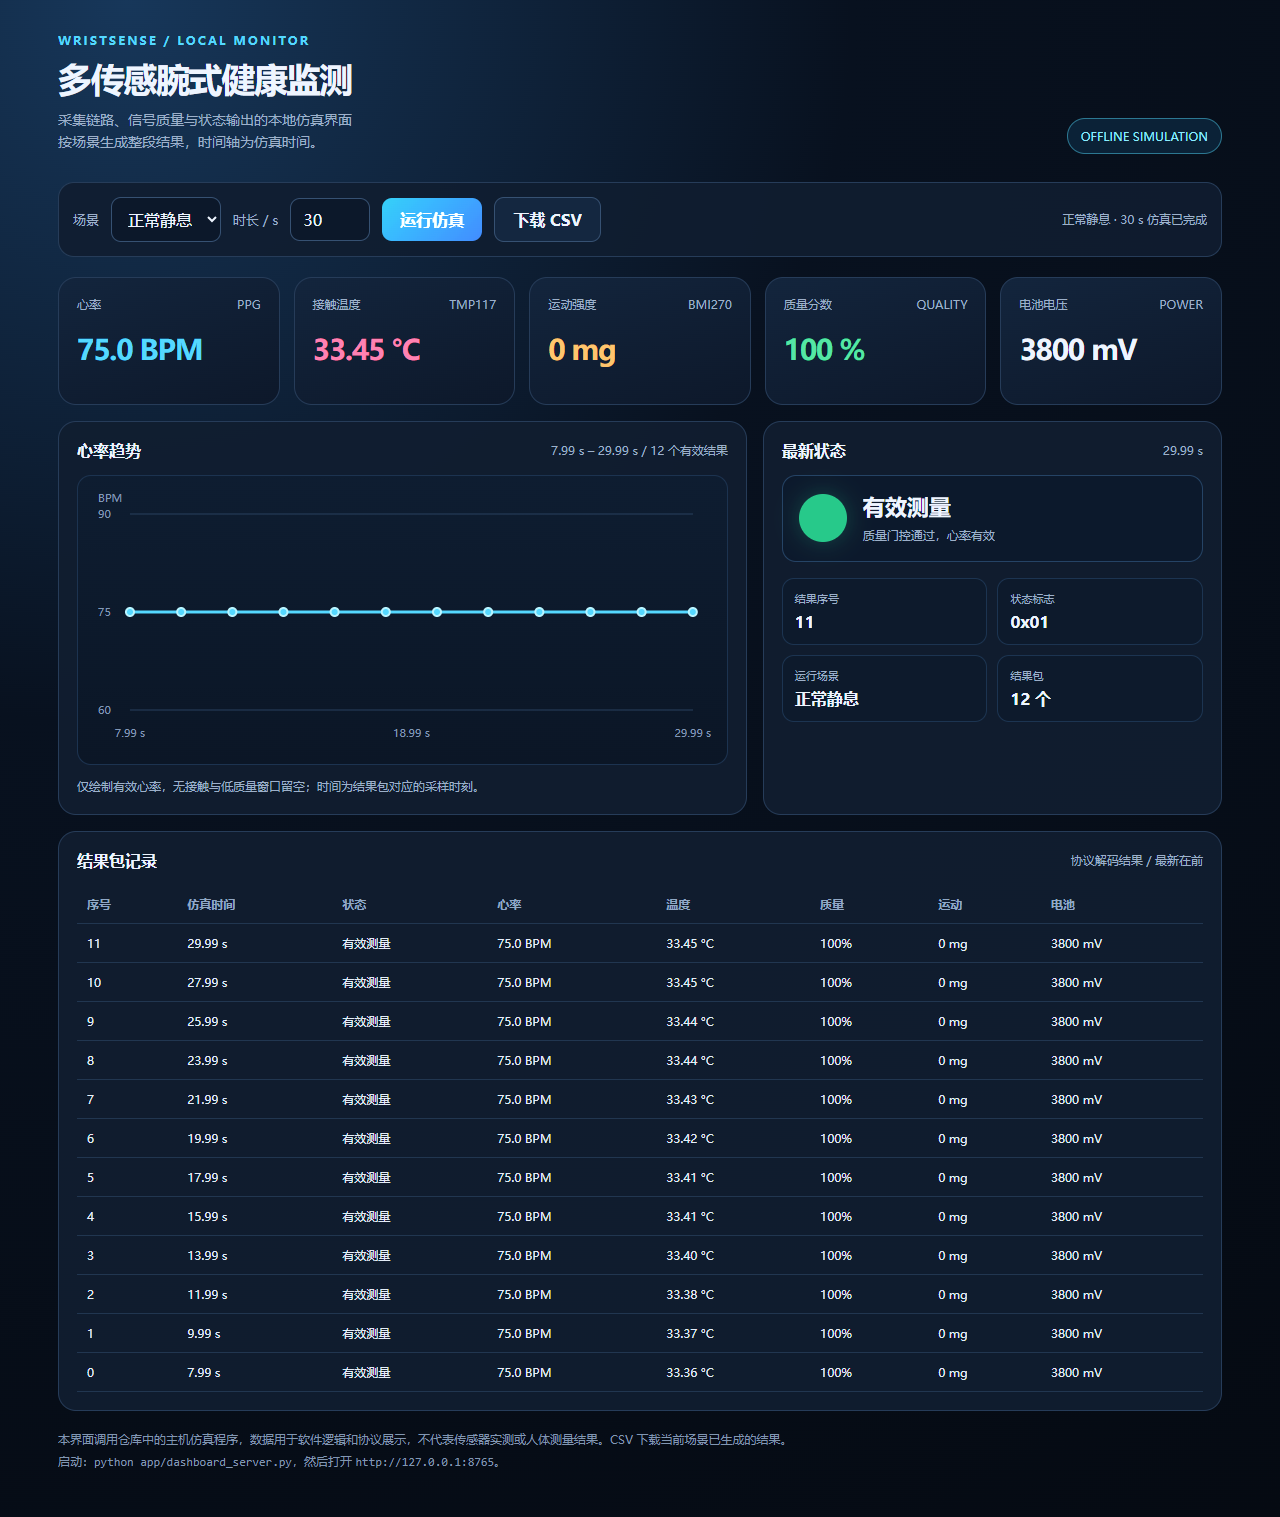 WRISTSENSE / LOCAL MONITOR
多传感腕式健康监测
采集链路、信号质量与状态输出的本地仿真界面
按场景生成整段结果，时间轴为仿真时间。
OFFLINE SIMULATION
场景 正常静息 时长 / s 30 运行仿真 下载 CSV 正常静息 · 30 s 仿真已完成
心率 PPG
75.0 BPM
接触温度 TMP117
33.45 °C
运动强度 BMI270
0 mg
质量分数 QUALITY
100 %
电池电压 POWER
3800 mV
心率趋势 7.99 s – 29.99 s / 12 个有效结果
BPM
90
75
60
7.99 s 18.99 s 29.99 s
仅绘制有效心率，无接触与低质量窗口留空；时间为结果包对应的采样时刻。
最新状态 29.99 s
有效测量
质量门控通过，心率有效
结果序号
11
状态标志
0x01
运行场景
正常静息
结果包
12 个
结果包记录 协议解码结果 / 最新在前
序号 仿真时间 状态 心率 温度 质量 运动 电池
11 29.99 s 有效测量 75.0 BPM 33.45 °C 100% 0 mg 3800 mV
10 27.99 s 有效测量 75.0 BPM 33.45 °C 100% 0 mg 3800 mV
9 25.99 s 有效测量 75.0 BPM 33.44 °C 100% 0 mg 3800 mV
8 23.99 s 有效测量 75.0 BPM 33.44 °C 100% 0 mg 3800 mV
7 21.99 s 有效测量 75.0 BPM 33.43 °C 100% 0 mg 3800 mV
6 19.99 s 有效测量 75.0 BPM 33.42 °C 100% 0 mg 3800 mV
5 17.99 s 有效测量 75.0 BPM 33.41 °C 100% 0 mg 3800 mV
4 15.99 s 有效测量 75.0 BPM 33.41 °C 100% 0 mg 3800 mV
3 13.99 s 有效测量 75.0 BPM 33.40 °C 100% 0 mg 3800 mV
2 11.99 s 有效测量 75.0 BPM 33.38 °C 100% 0 mg 3800 mV
1 9.99 s 有效测量 75.0 BPM 33.37 °C 100% 0 mg 3800 mV
0 7.99 s 有效测量 75.0 BPM 33.36 °C 100% 0 mg 3800 mV
本界面调用仓库中的主机仿真程序，数据用于软件逻辑和协议展示，不代表传感器实测或人体测量结果。CSV 下载当前场景已生成的结果。
启动：python app/dashboard_server.py，然后打开 http://127.0.0.1:8765。